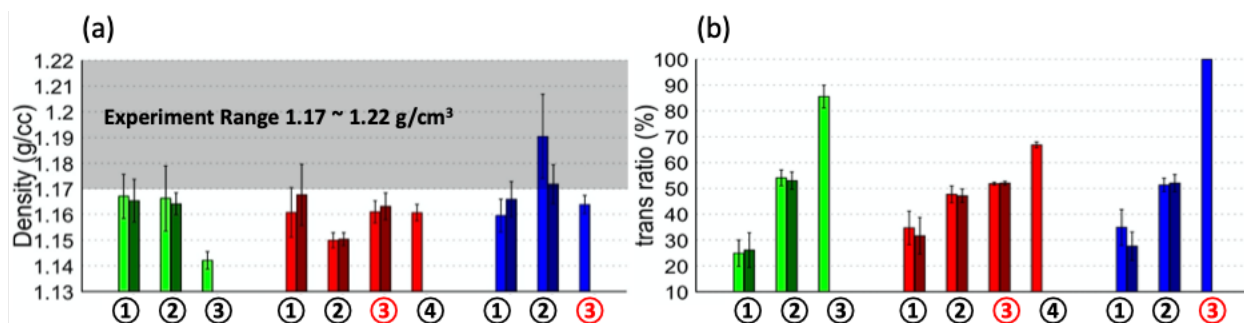 (a)
1.22
1.21
1.2
1.19
1.18
1.17
1.16
1.15
1.14
1.13
Density (g/cc)
Experiment Range 1.17 ~ 1.22 g/cm³
① ② ③ ① ② ③ ④ ① ② ③
(b)
100
90
80
70
60
50
40
30
20
10
trans ratio (%)
① ② ③ ① ② ③ ④ ① ② ③